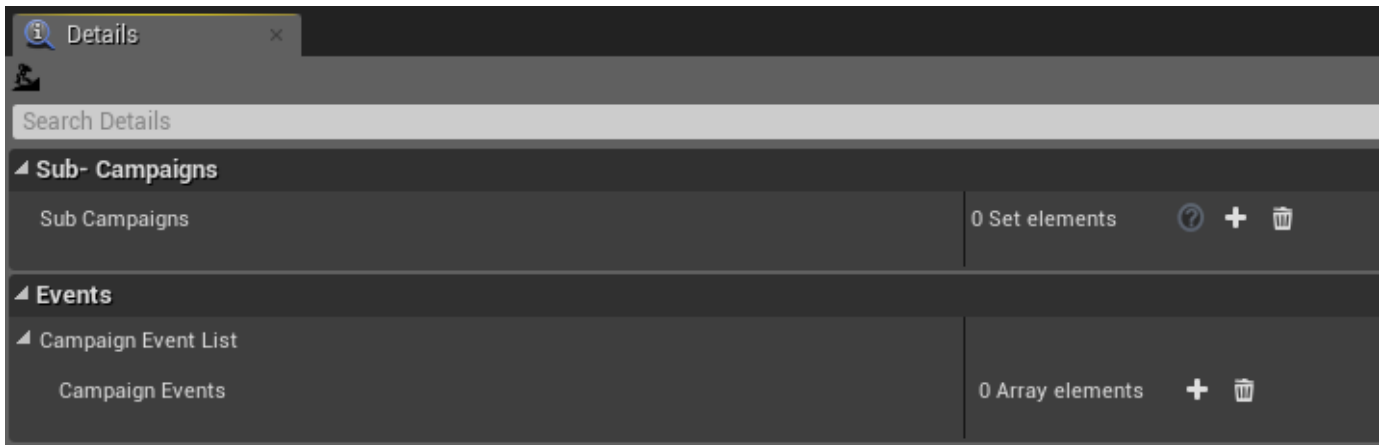 Details
Search Details
Sub- Campaigns
Sub Campaigns 0 Set elements
Events
Campaign Event List
Campaign Events 0 Array elements